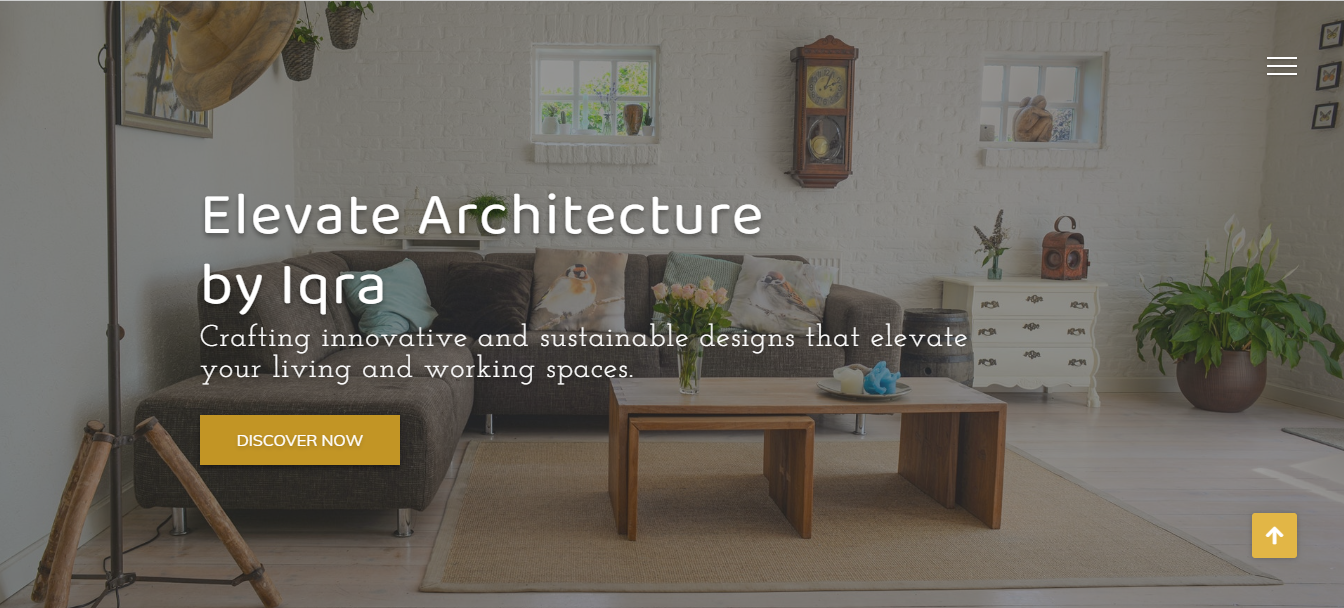 Elevate Architecture
by Iqra
Crafting innovative and sustainable designs that elevate
your living and working spaces.
DISCOVER NOW